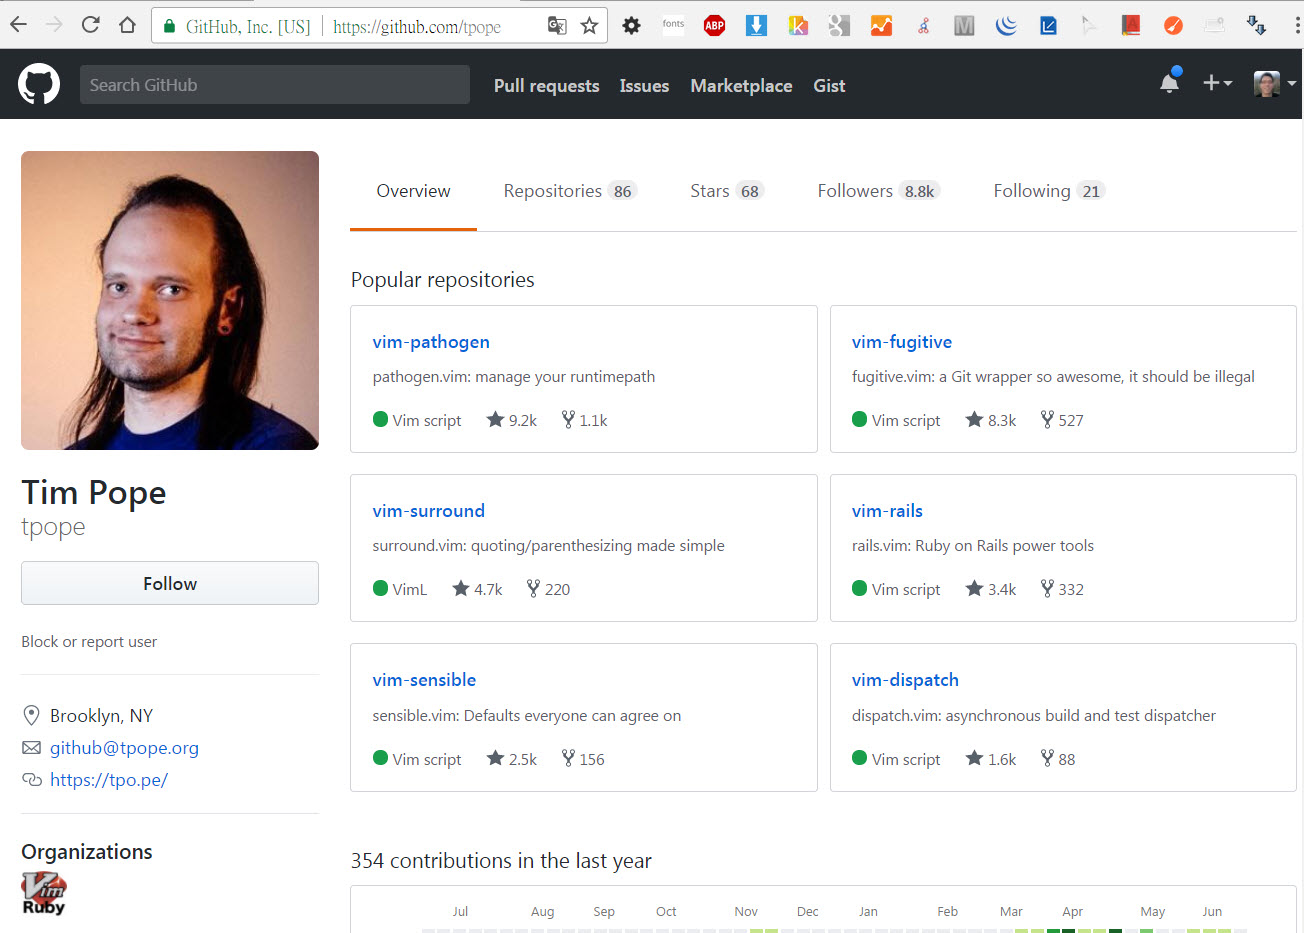 GitHub, Inc. [US]
https://github.com/tpope
fonts
ABP
Search GitHub
Pull requests
Issues
Marketplace
Gist
Overview
Repositories 86
Stars 68
Followers 8.8k
Following 21
Tim Pope
tpope
Follow
Block or report user
Brooklyn, NY
github@tpope.org
https://tpo.pe/
Organizations
Vim
Ruby
Popular repositories
vim-pathogen
pathogen.vim: manage your runtimepath
Vim script 9.2k 1.1k
vim-fugitive
fugitive.vim: a Git wrapper so awesome, it should be illegal
Vim script 8.3k 527
vim-surround
surround.vim: quoting/parenthesizing made simple
VimL 4.7k 220
vim-rails
rails.vim: Ruby on Rails power tools
Vim script 3.4k 332
vim-sensible
sensible.vim: Defaults everyone can agree on
Vim script 2.5k 156
vim-dispatch
dispatch.vim: asynchronous build and test dispatcher
Vim script 1.6k 88
354 contributions in the last year
Jul Aug Sep Oct Nov Dec Jan Feb Mar Apr May Jun